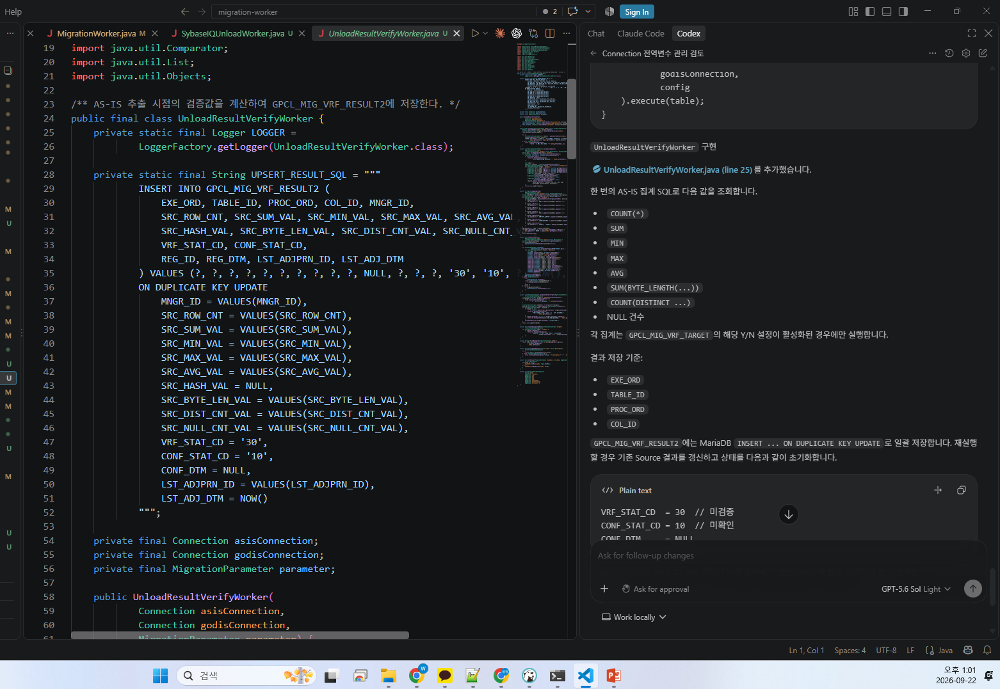 Help
migration-worker
2
Sign In
MigrationWorker.java M
SybaseIQUnloadWorker.java U
UnloadResultVerifyWorker.java U
19 import java.util.Comparator;
20 import java.util.List;
21 import java.util.Objects;
22
23 /** AS-IS 추출 시점의 검증값을 계산하여 GPCL_MIG_VRF_RESULT2에 저장한다. */
24 public final class UnloadResultVerifyWorker {
25 private static final Logger LOGGER =
26 LoggerFactory.getLogger(UnloadResultVerifyWorker.class);
27
28 private static final String UPSERT_RESULT_SQL = """
29 INSERT INTO GPCL_MIG_VRF_RESULT2 (
30 EXE_ORD, TABLE_ID, PROC_ORD, COL_ID, MNGR_ID,
31 SRC_ROW_CNT, SRC_SUM_VAL, SRC_MIN_VAL, SRC_MAX_VAL, SRC_AVG_VAL,
32 SRC_HASH_VAL, SRC_BYTE_LEN_VAL, SRC_DIST_CNT_VAL, SRC_NULL_CNT_
33 VRF_STAT_CD, CONF_STAT_CD,
34 REG_ID, REG_DTM, LST_ADJPRN_ID, LST_ADJ_DTM
35 ) VALUES (?, ?, ?, ?, ?, ?, ?, ?, ?, ?, NULL, ?, ?, ?, '30', '10',
36 ON DUPLICATE KEY UPDATE
37 MNGR_ID = VALUES(MNGR_ID),
38 SRC_ROW_CNT = VALUES(SRC_ROW_CNT),
39 SRC_SUM_VAL = VALUES(SRC_SUM_VAL),
40 SRC_MIN_VAL = VALUES(SRC_MIN_VAL),
41 SRC_MAX_VAL = VALUES(SRC_MAX_VAL),
42 SRC_AVG_VAL = VALUES(SRC_AVG_VAL),
43 SRC_HASH_VAL = NULL,
44 SRC_BYTE_LEN_VAL = VALUES(SRC_BYTE_LEN_VAL),
45 SRC_DIST_CNT_VAL = VALUES(SRC_DIST_CNT_VAL),
46 SRC_NULL_CNT_VAL = VALUES(SRC_NULL_CNT_VAL),
47 VRF_STAT_CD = '30',
48 CONF_STAT_CD = '10',
49 CONF_DTM = NULL,
50 LST_ADJPRN_ID = VALUES(LST_ADJPRN_ID),
51 LST_ADJ_DTM = NOW()
52 """;
53
54 private final Connection asisConnection;
55 private final Connection godisConnection;
56 private final MigrationParameter parameter;
57
58 public UnloadResultVerifyWorker(
59 Connection asisConnection,
60 Connection godisConnection,
61 MigrationParameter parameter) {
Chat
Claude Code
Codex
Connection 전역변수 관리 검토
godisConnection,
config
).execute(table);
}
UnloadResultVerifyWorker 구현
UnloadResultVerifyWorker.java (line 25) 를 추가했습니다.
한 번의 AS-IS 집계 SQL로 다음 값을 조회합니다.
• COUNT(*)
• SUM
• MIN
• MAX
• AVG
• SUM(BYTE_LENGTH(...))
• COUNT(DISTINCT ...)
• NULL 건수
각 집계는 GPCL_MIG_VRF_TARGET 의 해당 Y/N 설정이 활성화된 경우에만 실행합니다.
결과 저장 기준:
• EXE_ORD
• TABLE_ID
• PROC_ORD
• COL_ID
GPCL_MIG_VRF_RESULT2 에는 MariaDB INSERT ... ON DUPLICATE KEY UPDATE 로 일괄 저장합니다. 재실행
할 경우 기존 Source 결과를 갱신하고 상태를 다음과 같이 초기화합니다.
Plain text
VRF_STAT_CD = 30 // 미검증
CONF_STAT_CD = 10 // 미확인
CONF_DTM = NULL
Ask for follow-up changes
Ask for approval
GPT-5.6 Sol Light
Work locally
Ln 1, Col 1
Spaces: 4
UTF-8
LF
{} Java
검색
오후 1:01
2026-09-22